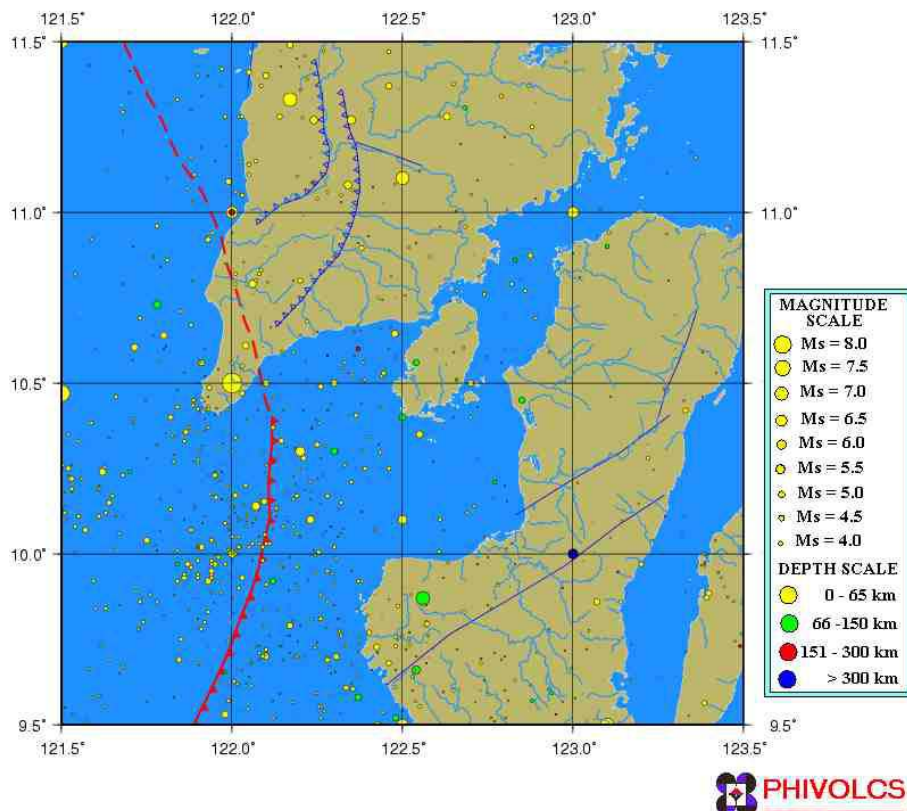 121.5° 122.0° 122.5° 123.0° 123.5°
11.5° 11.5°
11.0° 11.0°
10.5° 10.5°
10.0° 10.0°
9.5° 9.5°
121.5° 122.0° 122.5° 123.0° 123.5°
MAGNITUDE
SCALE
Ms = 8.0
Ms = 7.5
Ms = 7.0
Ms = 6.5
Ms = 6.0
Ms = 5.5
Ms = 5.0
Ms = 4.5
Ms = 4.0
DEPTH SCALE
0 - 65 km
66 -150 km
151 - 300 km
> 300 km
PHIVOLCS